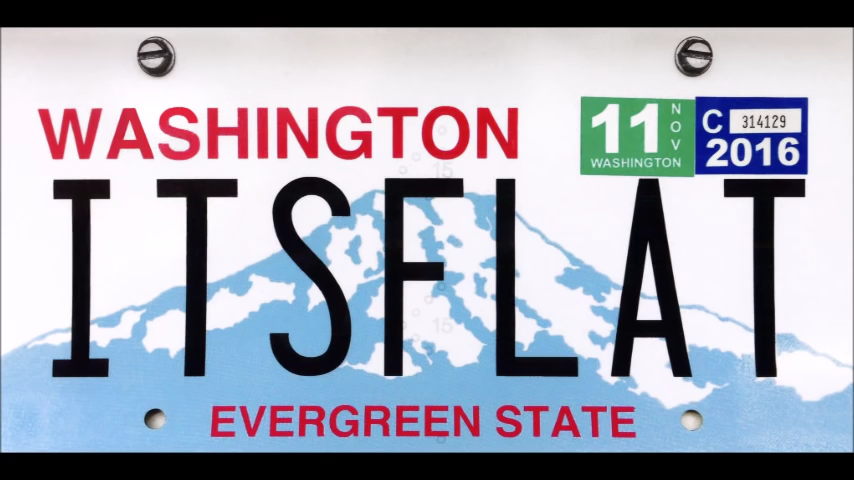 WASHINGTON
11 NOV WASHINGTON
C 314129
2016
ITSFLAT
EVERGREEN STATE